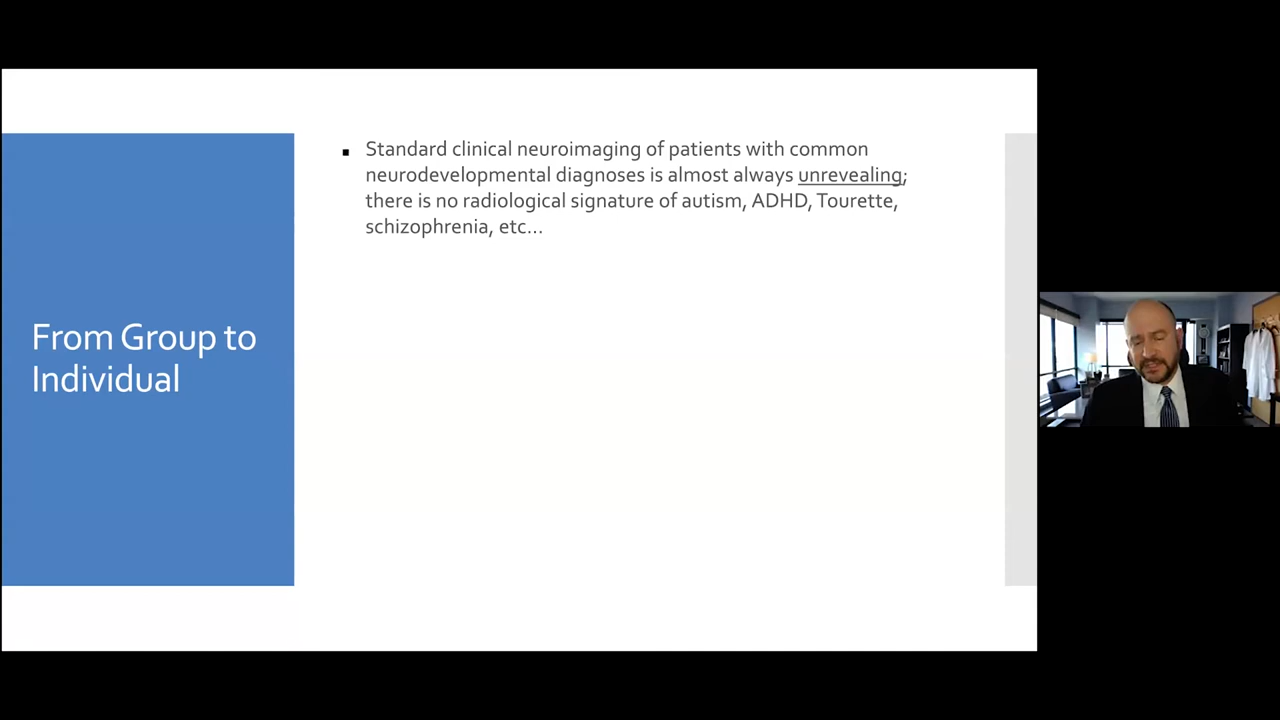 From Group to
Individual
▪ Standard clinical neuroimaging of patients with common
neurodevelopmental diagnoses is almost always unrevealing;
there is no radiological signature of autism, ADHD, Tourette,
schizophrenia, etc...